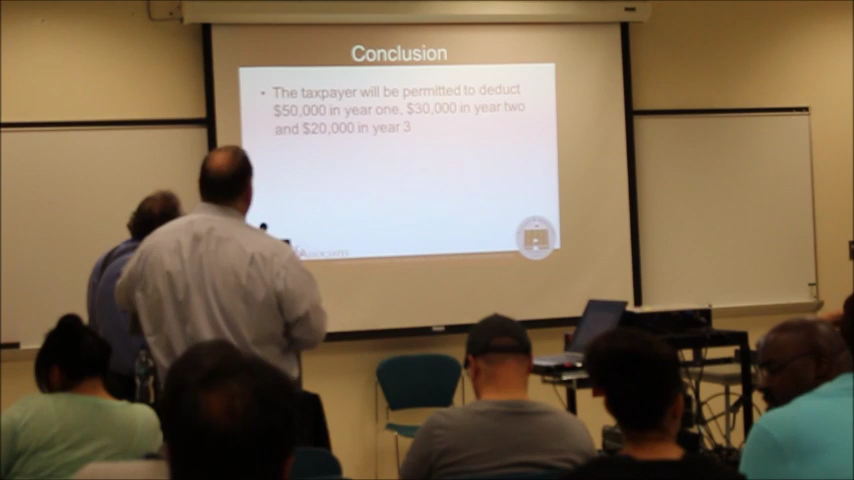 Conclusion
• The taxpayer will be permitted to deduct
$50,000 in year one, $30,000 in year two
and $20,000 in year 3